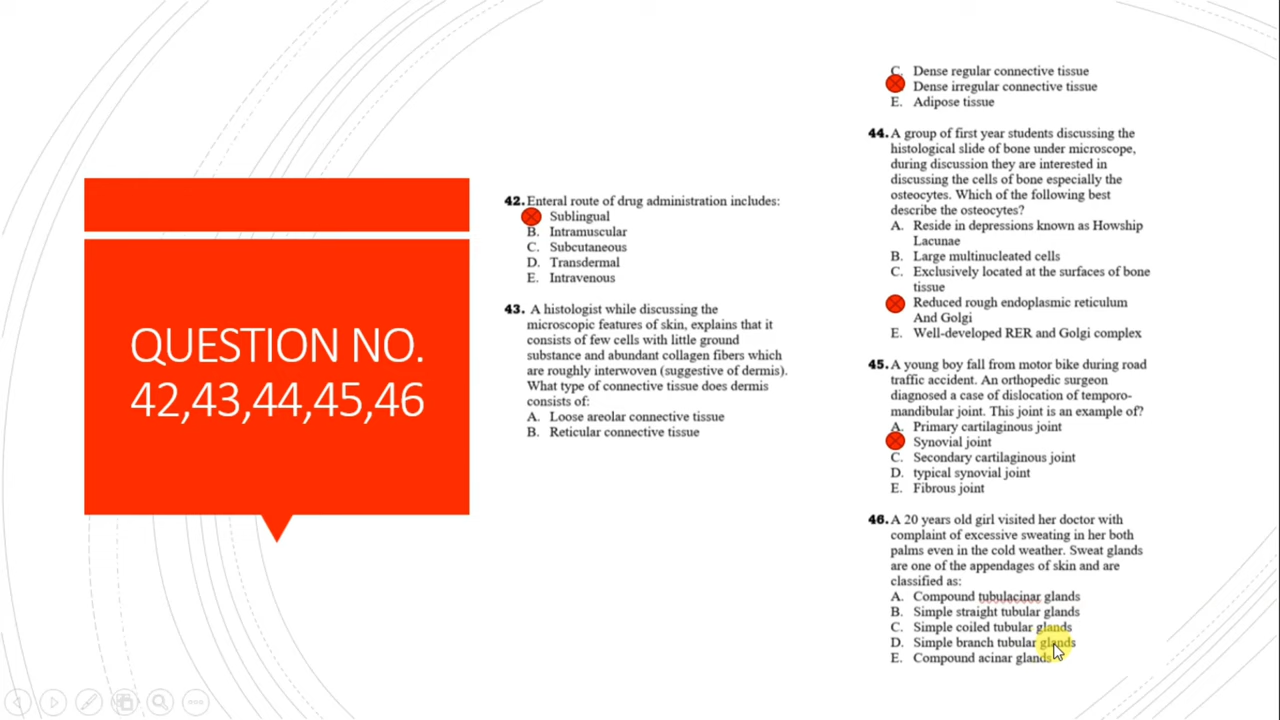 QUESTION NO.
42,43,44,45,46
42. Enteral route of drug administration includes:
Sublingual
B. Intramuscular
C. Subcutaneous
D. Transdermal
E. Intravenous
43. A histologist while discussing the
microscopic features of skin, explains that it
consists of few cells with little ground
substance and abundant collagen fibers which
are roughly interwoven (suggestive of dermis).
What type of connective tissue does dermis
consists of:
A. Loose areolar connective tissue
B. Reticular connective tissue
C. Dense regular connective tissue
Dense irregular connective tissue
E. Adipose tissue
44. A group of first year students discussing the
histological slide of bone under microscope,
during discussion they are interested in
discussing the cells of bone especially the
osteocytes. Which of the following best
describe the osteocytes?
A. Reside in depressions known as Howship
Lacunae
B. Large multinucleated cells
C. Exclusively located at the surfaces of bone
tissue
Reduced rough endoplasmic reticulum
And Golgi
E. Well-developed RER and Golgi complex
45. A young boy fall from motor bike during road
traffic accident. An orthopedic surgeon
diagnosed a case of dislocation of temporo-
mandibular joint. This joint is an example of?
A. Primary cartilaginous joint
Synovial joint
C. Secondary cartilaginous joint
D. typical synovial joint
E. Fibrous joint
46. A 20 years old girl visited her doctor with
complaint of excessive sweating in her both
palms even in the cold weather. Sweat glands
are one of the appendages of skin and are
classified as:
A. Compound tubulacinar glands
B. Simple straight tubular glands
C. Simple coiled tubular glands
D. Simple branch tubular glands
E. Compound acinar glands